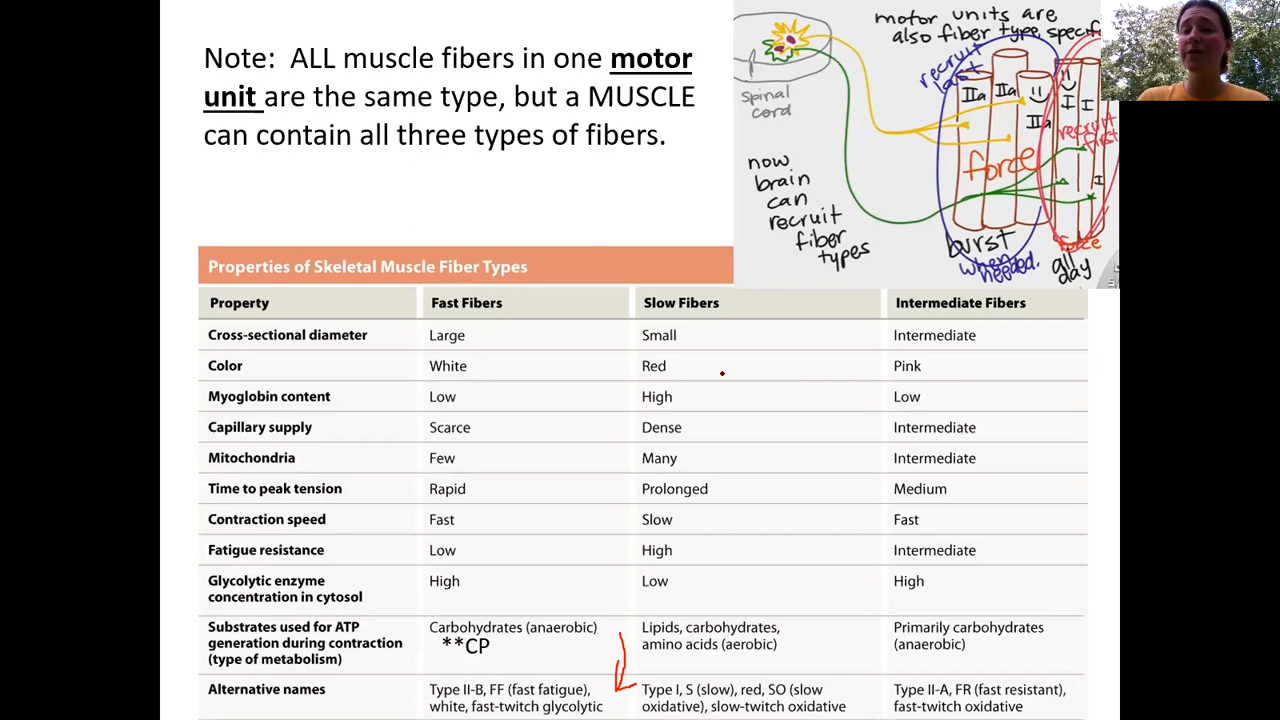 Note: ALL muscle fibers in one motor
unit are the same type, but a MUSCLE
can contain all three types of fibers.
motor units are
also fiber type specifi
spinal
cord
now
brain
can
recruit
fiber
types
recruit
last
IIa
IIa
IIa
force
burst
when
needed.
I
I
I
recruit
first
force
all
day
Properties of Skeletal Muscle Fiber Types
Property Fast Fibers Slow Fibers Intermediate Fibers
Cross-sectional diameter Large Small Intermediate
Color White Red Pink
Myoglobin content Low High Low
Capillary supply Scarce Dense Intermediate
Mitochondria Few Many Intermediate
Time to peak tension Rapid Prolonged Medium
Contraction speed Fast Slow Fast
Fatigue resistance Low High Intermediate
Glycolytic enzyme High Low High
concentration in cytosol
Substrates used for ATP Carbohydrates (anaerobic) Lipids, carbohydrates, Primarily carbohydrates
generation during contraction **CP amino acids (aerobic) (anaerobic)
(type of metabolism)
Alternative names Type II-B, FF (fast fatigue), Type I, S (slow), red, SO (slow Type II-A, FR (fast resistant),
white, fast-twitch glycolytic oxidative), slow-twitch oxidative fast-twitch oxidative